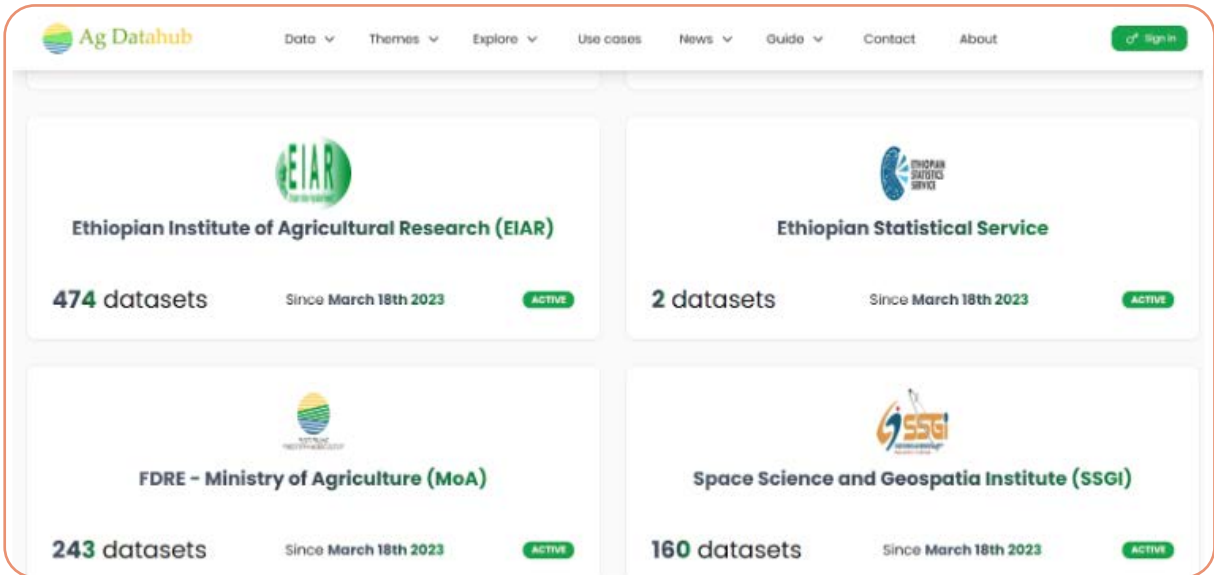 Ag Datahub Data Themes Explore Use cases News Guide Contact About Sign in
EIAR
Ethiopian Institute of Agricultural Research (EIAR)
474 datasets Since March 18th 2023 ACTIVE
ETHIOPIAN
STATISTICS
SERVICE
Ethiopian Statistical Service
2 datasets Since March 18th 2023 ACTIVE
FDRE - Ministry of Agriculture (MoA)
243 datasets Since March 18th 2023 ACTIVE
SSGI
Space Science and Geospatia Institute (SSGI)
160 datasets Since March 18th 2023 ACTIVE